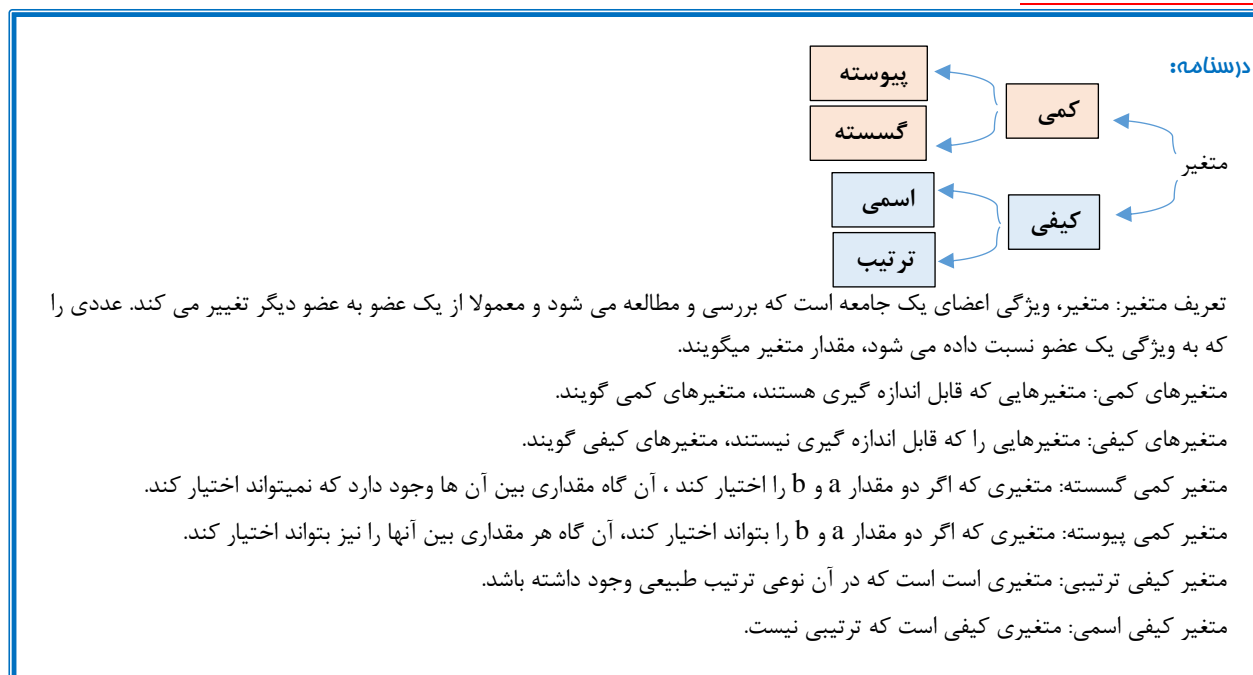 درسنامه:
متغیر
کمی
پیوسته
گسسته
کیفی
اسمی
ترتیب
تعریف متغیر: متغیر، ویژگی اعضای یک جامعه است که بررسی و مطالعه می شود و معمولا از یک عضو به عضو دیگر تغییر می کند. عددی را
که به ویژگی یک عضو نسبت داده می شود، مقدار متغیر میگویند.
متغیرهای کمی: متغیرهایی که قابل اندازه گیری هستند، متغیرهای کمی گویند.
متغیرهای کیفی: متغیرهایی را که قابل اندازه گیری نیستند، متغیرهای کیفی گویند.
متغیر کمی گسسته: متغیری که اگر دو مقدار a و b را اختیار کند ، آن گاه مقداری بین آن ها وجود دارد که نمیتواند اختیار کند.
متغیر کمی پیوسته: متغیری که اگر دو مقدار a و b را بتواند اختیار کند، آن گاه هر مقداری بین آنها را نیز بتواند اختیار کند.
متغیر کیفی ترتیبی: متغیری است است که در آن نوعی ترتیب طبیعی وجود داشته باشد.
متغیر کیفی اسمی: متغیری کیفی است که ترتیبی نیست.